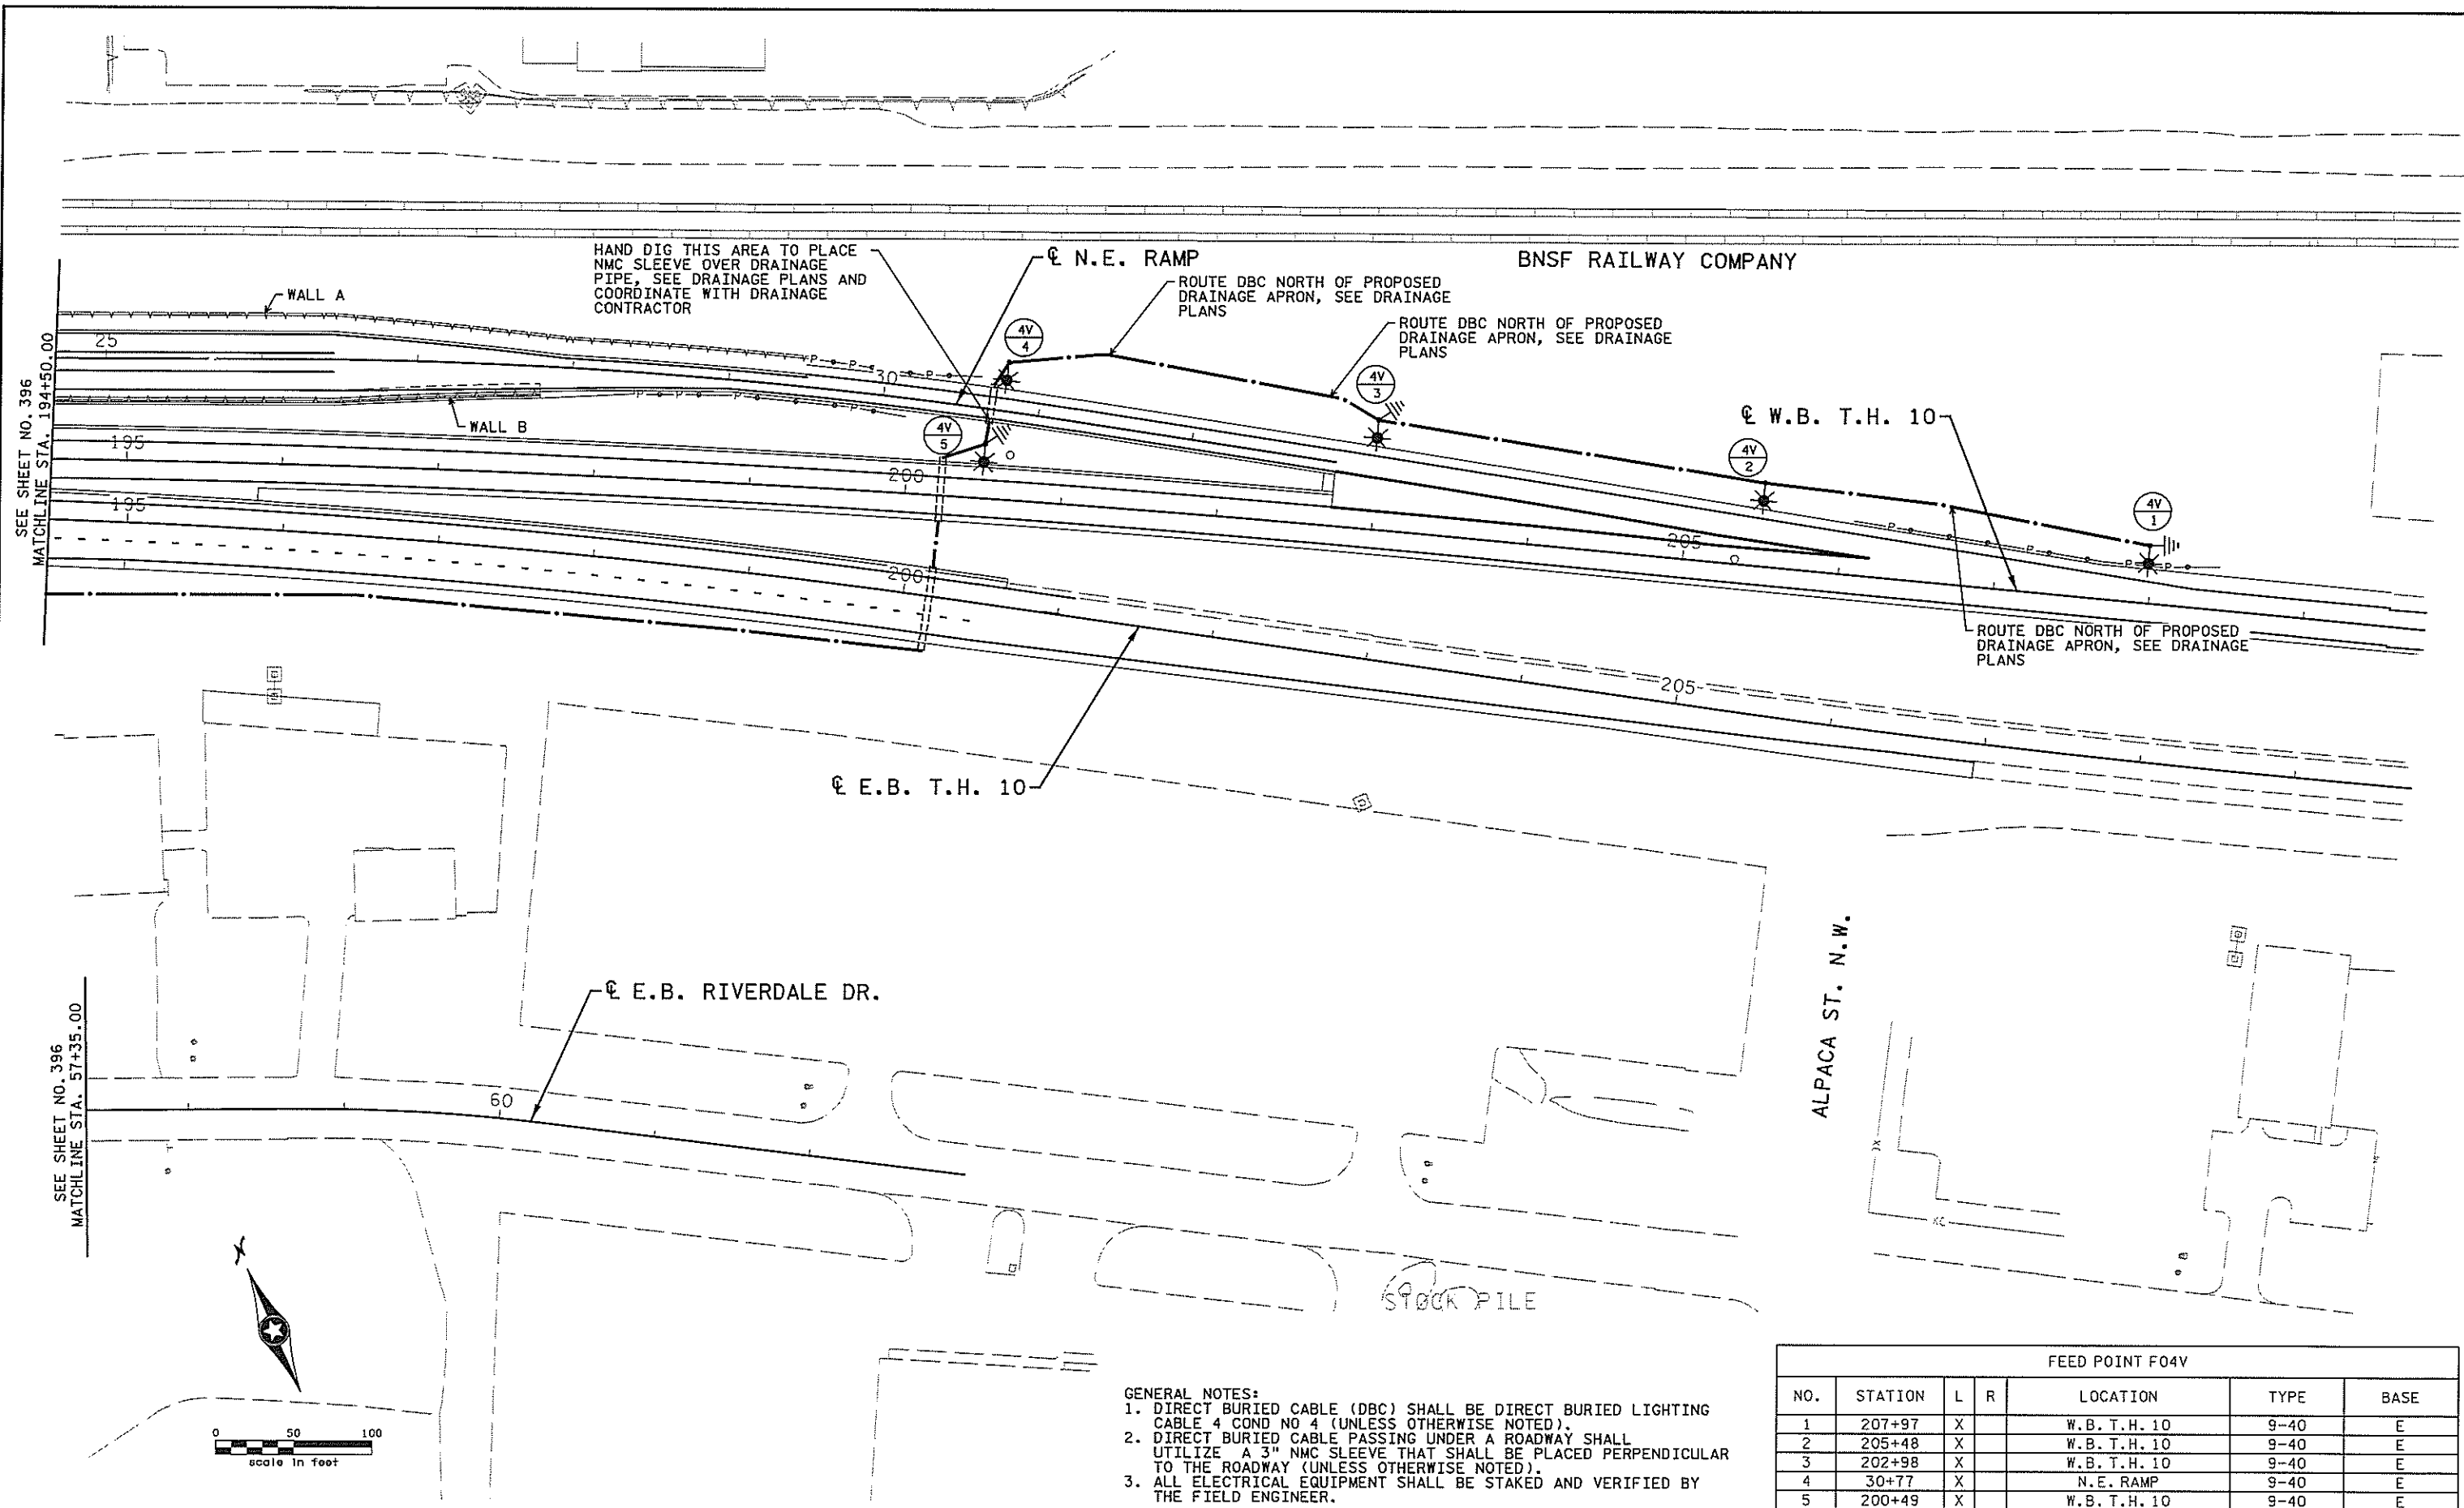 HAND DIG THIS AREA TO PLACE
NMC SLEEVE OVER DRAINAGE
PIPE, SEE DRAINAGE PLANS AND
COORDINATE WITH DRAINAGE
CONTRACTOR
℄ N.E. RAMP
BNSF RAILWAY COMPANY
ROUTE DBC NORTH OF PROPOSED
DRAINAGE APRON, SEE DRAINAGE
PLANS
ROUTE DBC NORTH OF PROPOSED
DRAINAGE APRON, SEE DRAINAGE
PLANS
WALL A
SEE SHEET NO. 396
MATCHLINE STA. 194+50.00
25
30
4V
4
4V
3
℄ W.B. T.H. 10
WALL B
4V
5
4V
2
4V
1
195
200
205
195
200
205
ROUTE DBC NORTH OF PROPOSED
DRAINAGE APRON, SEE DRAINAGE
PLANS
℄ E.B. T.H. 10
ALPACA ST. N.W.
℄ E.B. RIVERDALE DR.
SEE SHEET NO. 396
MATCHLINE STA. 57+35.00
60
STOCK PILE
0 50 100
scale in feet
GENERAL NOTES:
1. DIRECT BURIED CABLE (DBC) SHALL BE DIRECT BURIED LIGHTING
CABLE 4 COND NO 4 (UNLESS OTHERWISE NOTED).
2. DIRECT BURIED CABLE PASSING UNDER A ROADWAY SHALL
UTILIZE A 3" NMC SLEEVE THAT SHALL BE PLACED PERPENDICULAR
TO THE ROADWAY (UNLESS OTHERWISE NOTED).
3. ALL ELECTRICAL EQUIPMENT SHALL BE STAKED AND VERIFIED BY
THE FIELD ENGINEER.
FEED POINT FO4V
NO. STATION L R LOCATION TYPE BASE
1 207+97 X W.B. T.H. 10 9-40 E
2 205+48 X W.B. T.H. 10 9-40 E
3 202+98 X W.B. T.H. 10 9-40 E
4 30+77 X N.E. RAMP 9-40 E
5 200+49 X W.B. T.H. 10 9-40 E